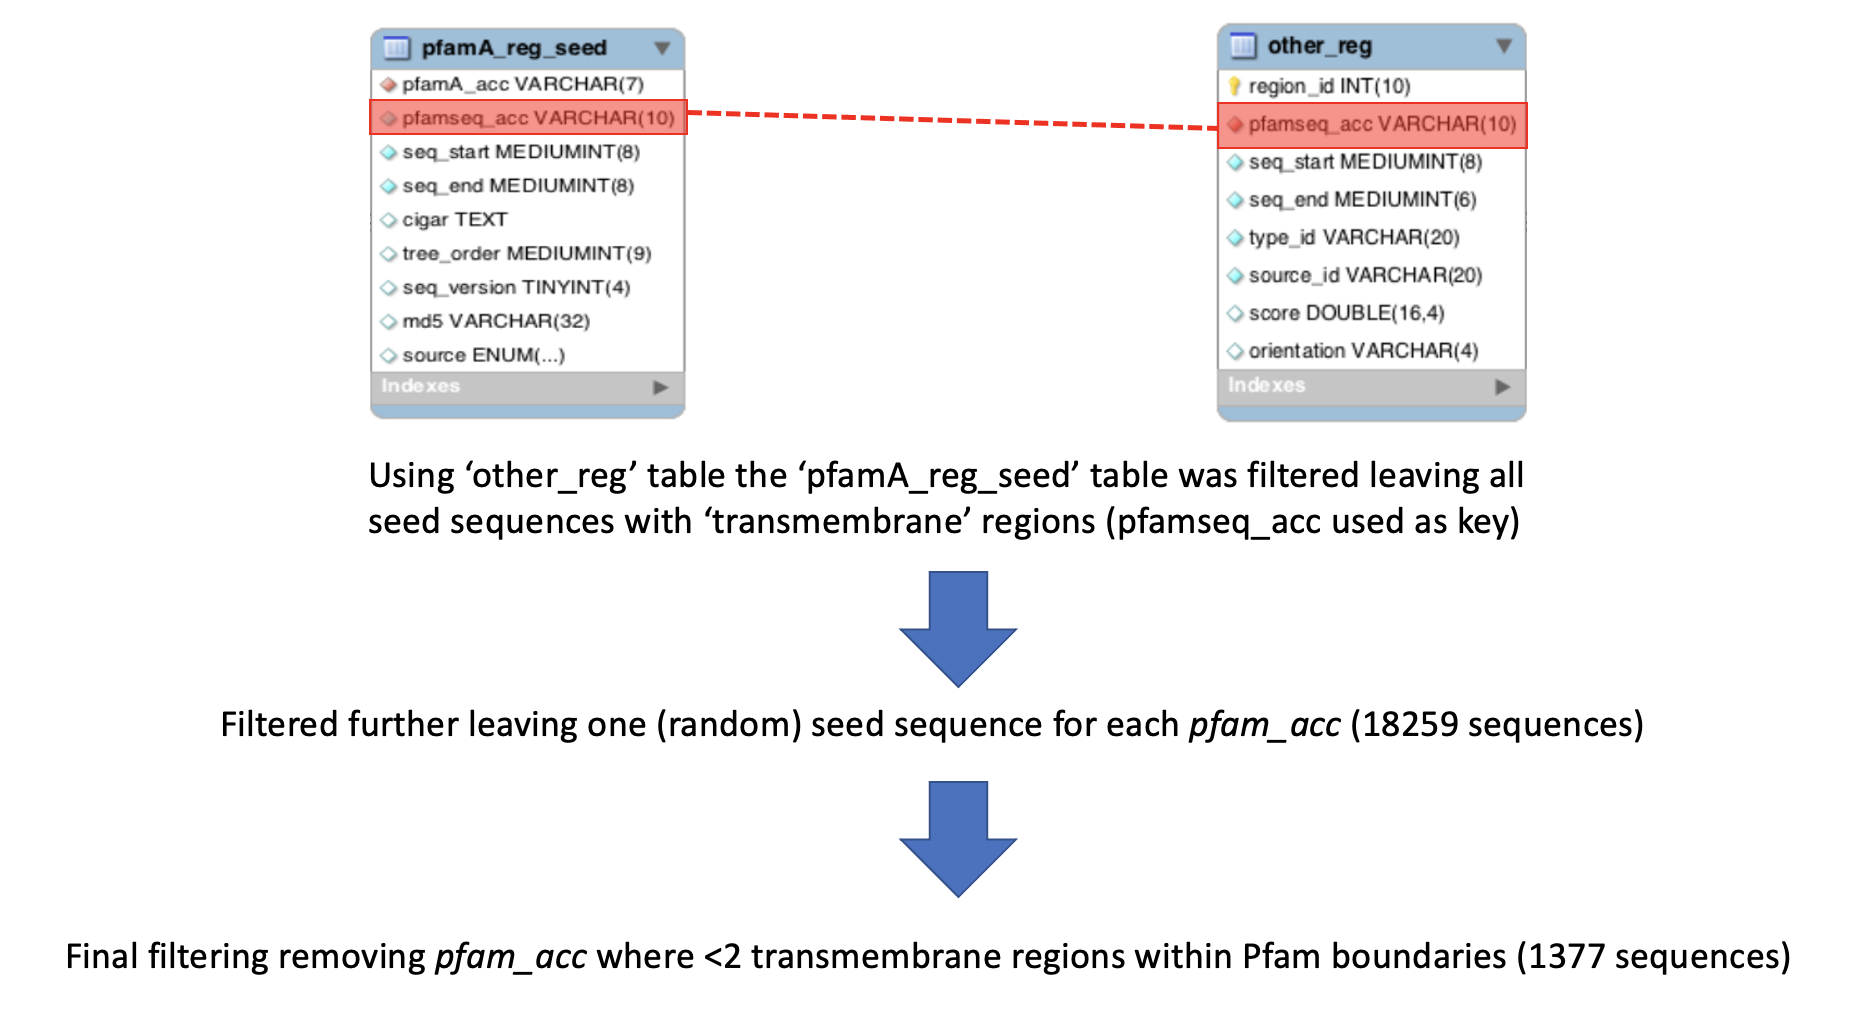 pfamA_reg_seed
pfamA_acc VARCHAR(7)
pfamseq_acc VARCHAR(10)
seq_start MEDIUMINT(8)
seq_end MEDIUMINT(8)
cigar TEXT
tree_order MEDIUMINT(9)
seq_version TINYINT(4)
md5 VARCHAR(32)
source ENUM(...)
Indexes
other_reg
region_id INT(10)
pfamseq_acc VARCHAR(10)
seq_start MEDIUMINT(8)
seq_end MEDIUMINT(6)
type_id VARCHAR(20)
source_id VARCHAR(20)
score DOUBLE(16,4)
orientation VARCHAR(4)
Indexes
Using ‘other_reg’ table the ‘pfamA_reg_seed’ table was filtered leaving all
seed sequences with ‘transmembrane’ regions (pfamseq_acc used as key)
Filtered further leaving one (random) seed sequence for each pfam_acc (18259 sequences)
Final filtering removing pfam_acc where <2 transmembrane regions within Pfam boundaries (1377 sequences)